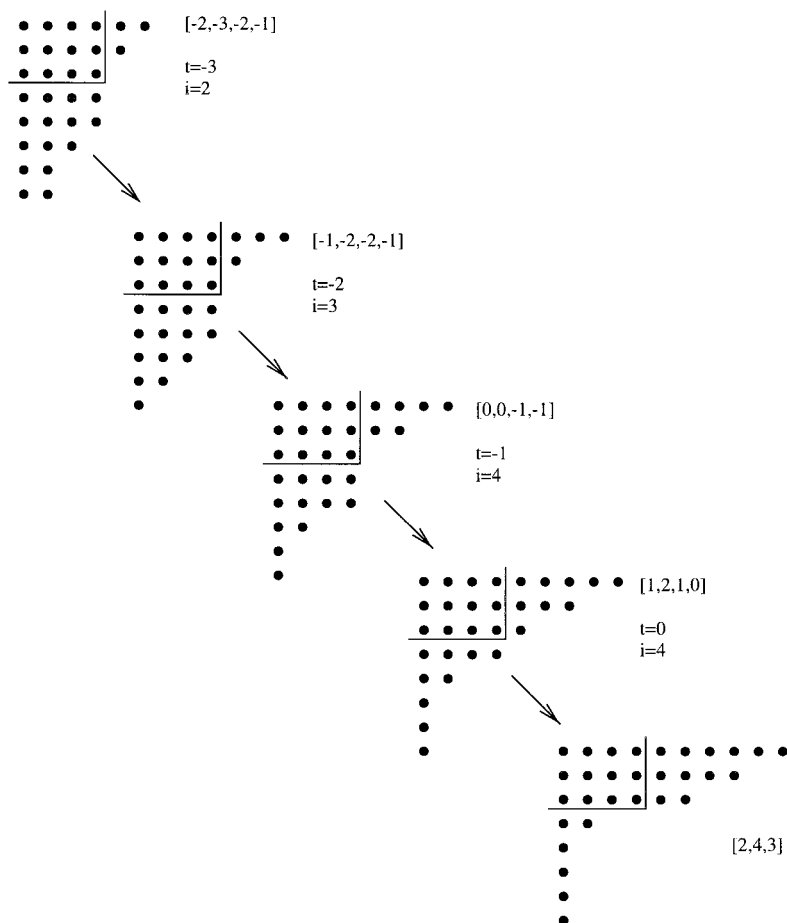 [-2,-3,-2,-1]
t=-3
i=2
[-1,-2,-2,-1]
t=-2
i=3
[0,0,-1,-1]
t=-1
i=4
[1,2,1,0]
t=0
i=4
[2,4,3]